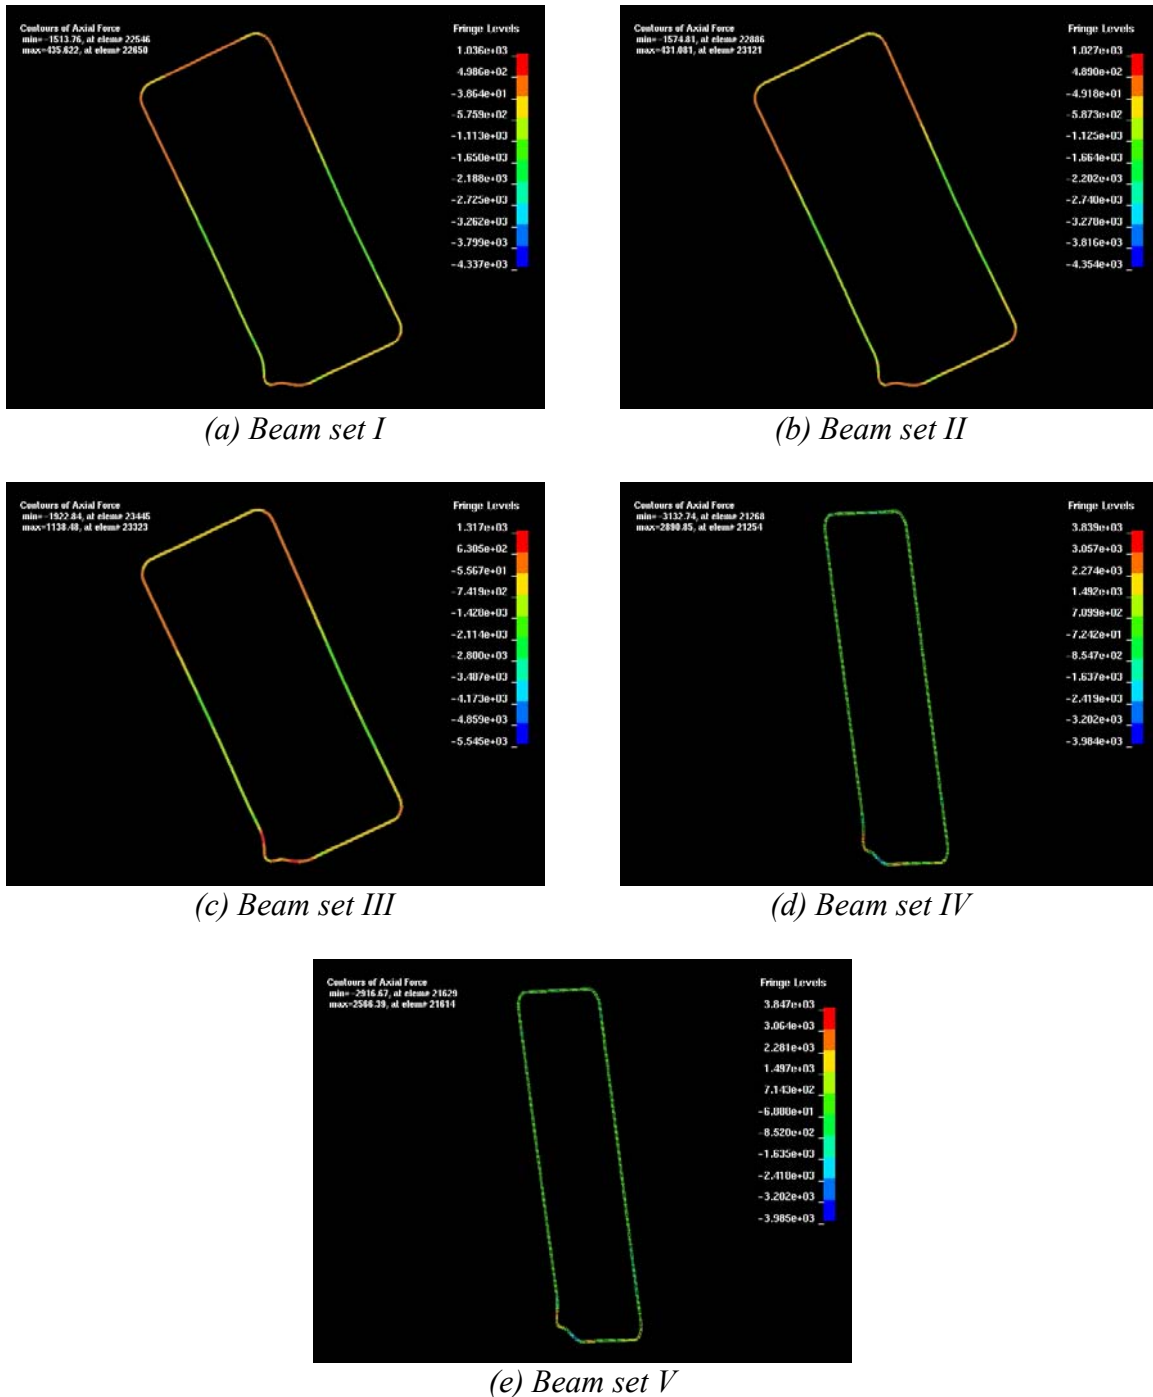 Contours of Axial Force
min=-1513.76, at elem# 22546
max=435.622, at elem# 22650
Fringe Levels
1.036e+03
4.986e+02
-3.864e+01
-5.759e+02
-1.113e+03
-1.650e+03
-2.188e+03
-2.725e+03
-3.262e+03
-3.799e+03
-4.337e+03
(a) Beam set I
Contours of Axial Force
min=-1574.81, at elem# 22886
max=431.081, at elem# 23121
Fringe Levels
1.027e+03
4.890e+02
-4.918e+01
-5.873e+02
-1.125e+03
-1.664e+03
-2.202e+03
-2.740e+03
-3.278e+03
-3.816e+03
-4.354e+03
(b) Beam set II
Contours of Axial Force
min=-1922.84, at elem# 23445
max=1138.48, at elem# 23323
Fringe Levels
1.317e+03
6.305e+02
-5.567e+01
-7.419e+02
-1.428e+03
-2.114e+03
-2.800e+03
-3.487e+03
-4.173e+03
-4.859e+03
-5.545e+03
(c) Beam set III
Contours of Axial Force
min=-3132.74, at elem# 21268
max=2890.85, at elem# 21254
Fringe Levels
3.839e+03
3.057e+03
2.274e+03
1.492e+03
7.099e+02
-7.242e+01
-8.547e+02
-1.637e+03
-2.419e+03
-3.202e+03
-3.984e+03
(d) Beam set IV
Contours of Axial Force
min=-2916.67, at elem# 21629
max=2566.39, at elem# 21614
Fringe Levels
3.847e+03
3.064e+03
2.281e+03
1.497e+03
7.143e+02
-8.520e+02
-1.635e+03
-2.418e+03
-3.202e+03
-3.985e+03
(e) Beam set V